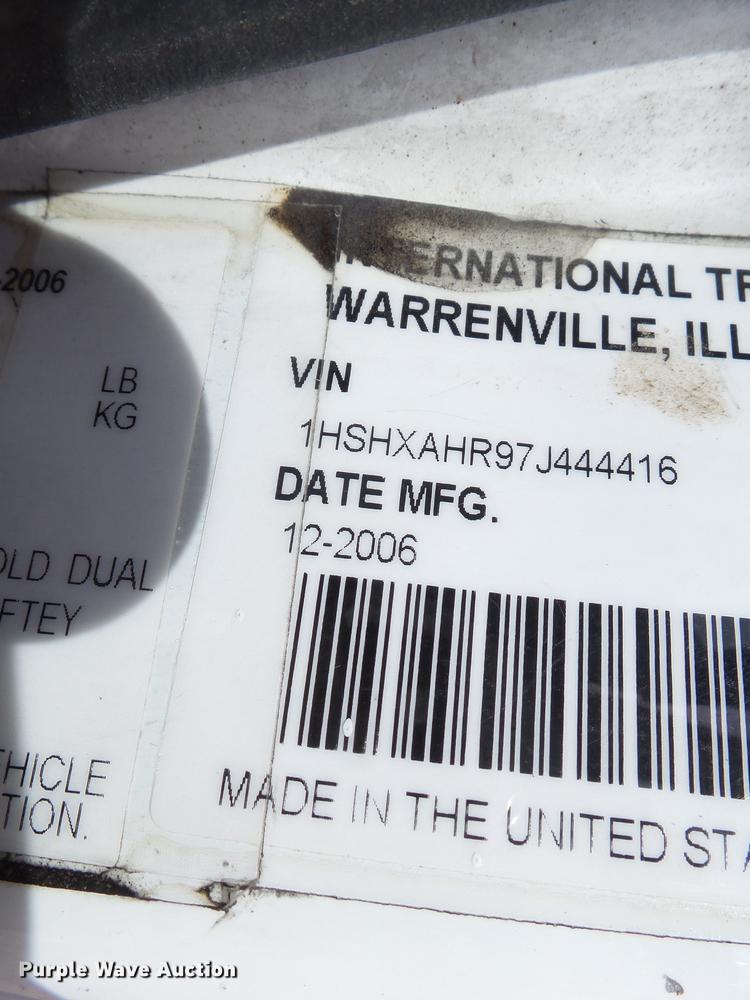 -2006
LB
KG
OLD DUAL
FTEY
HICLE
TION.
INTERNATIONAL TR
WARRENVILLE, ILL
VIN
1HSHXAHR97J444416
DATE MFG.
12-2006
MADE IN THE UNITED STA
Purple Wave Auction